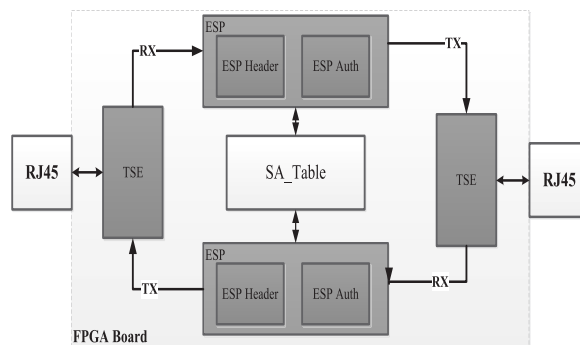 ESP
RX
ESP Header
ESP Auth
TX
RJ45
TSE
SA_Table
TSE
RJ45
ESP
TX
ESP Header
ESP Auth
RX
FPGA Board